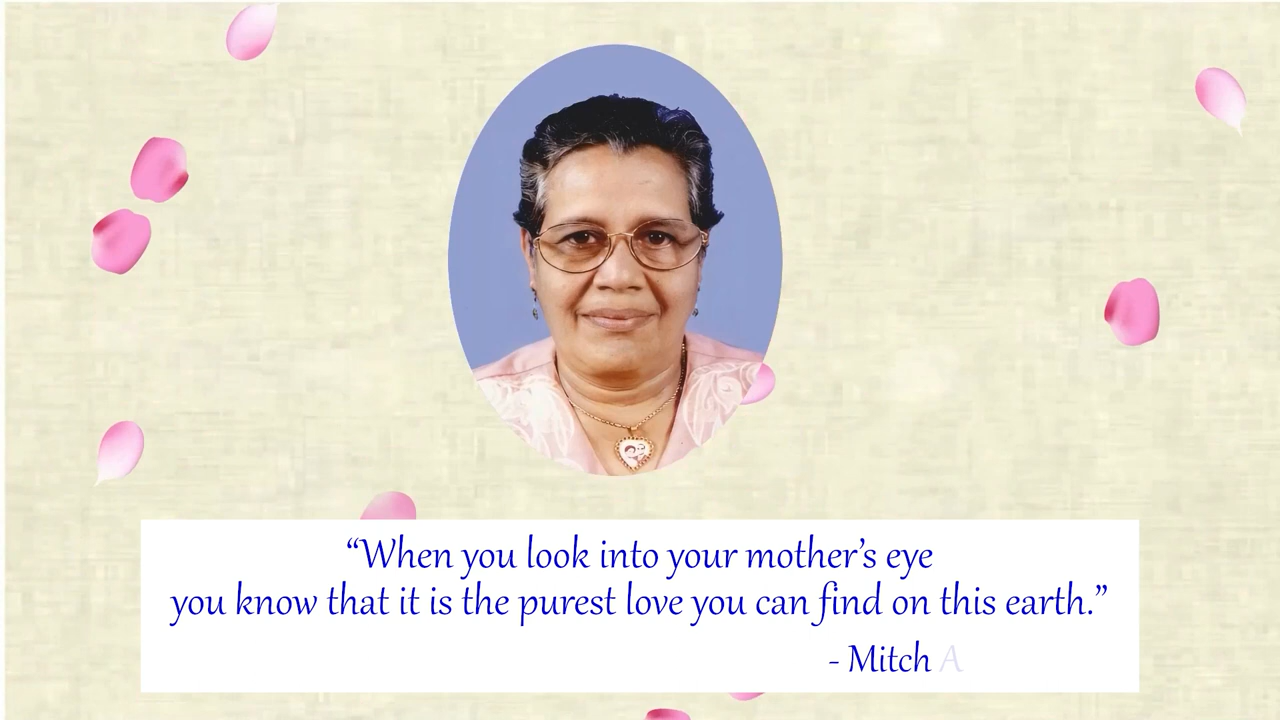 “When you look into your mother’s eye
you know that it is the purest love you can find on this earth.”
- Mitch A